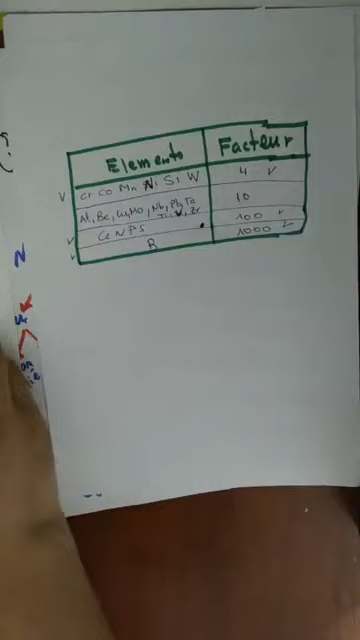 Elements Facteur
Cr Co Mn Ni Si W 4
Al, Be, Cu, Mo, Nb, Pb, Ta
Ti, V, Zr 10
Ce N P S 100
B 1000